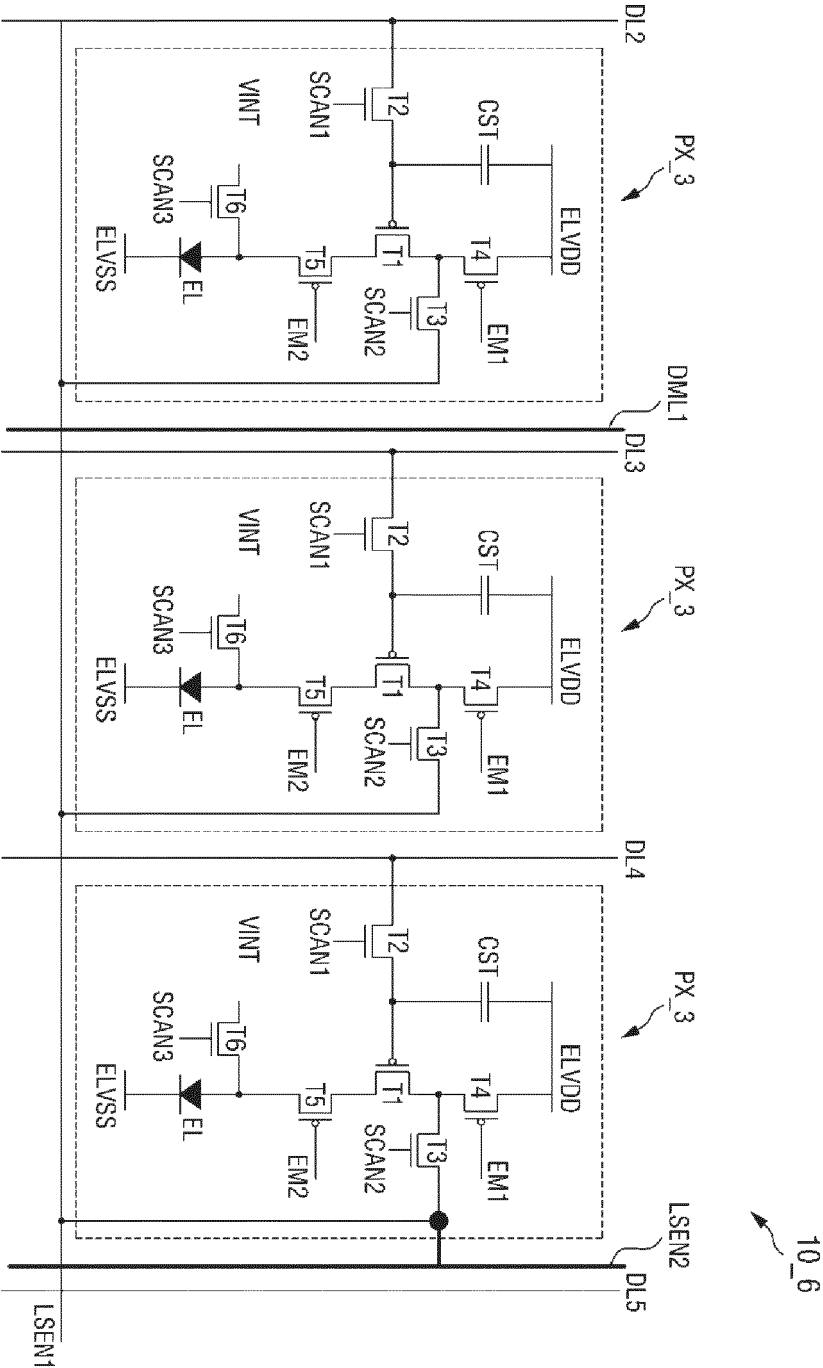 10_6
PX_3
PX_3
PX_3
LSEN2
DML1
DL2
DL3
DL4
DL5
ELVDD
CST
T4
EM1
SCAN1
T2
T1
T3
SCAN2
VINT
T5
EM2
SCAN3
T6
EL
ELVSS
ELVDD
CST
T4
EM1
SCAN1
T2
T1
T3
SCAN2
VINT
T5
EM2
SCAN3
T6
EL
ELVSS
ELVDD
CST
T4
EM1
SCAN1
T2
T1
T3
SCAN2
VINT
T5
EM2
SCAN3
T6
EL
ELVSS
LSEN1